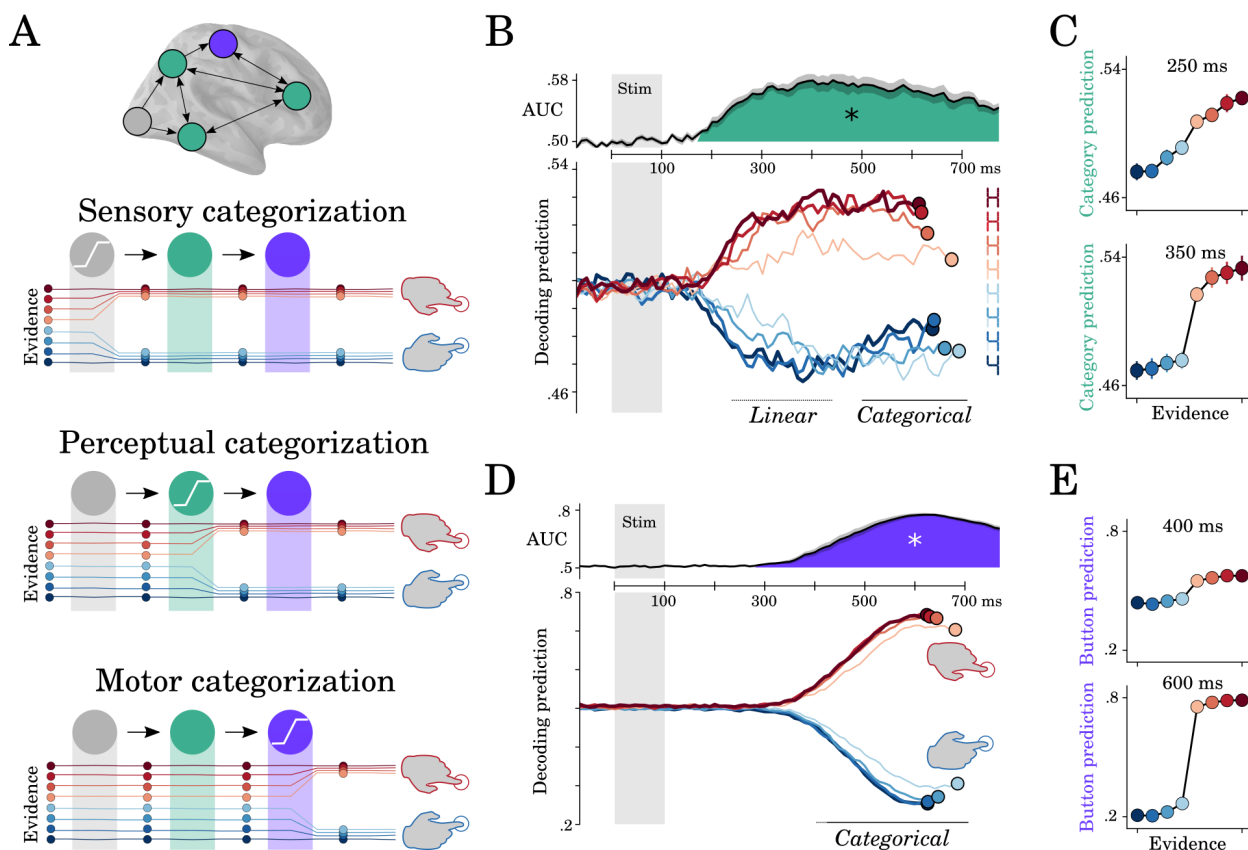 A
Sensory categorization
Evidence
Perceptual categorization
Evidence
Motor categorization
Evidence
B
.58
AUC
.50
Stim
*
100 300 500 700 ms
.54
Decoding prediction
.46
Linear
Categorical
C
Category prediction
.54
.46
250 ms
Category prediction
.54
.46
350 ms
Evidence
D
.8
AUC
.5
Stim
*
100 300 500 700 ms
.8
Decoding prediction
.2
Categorical
E
Button prediction
.8
.2
400 ms
Button prediction
.8
.2
600 ms
Evidence